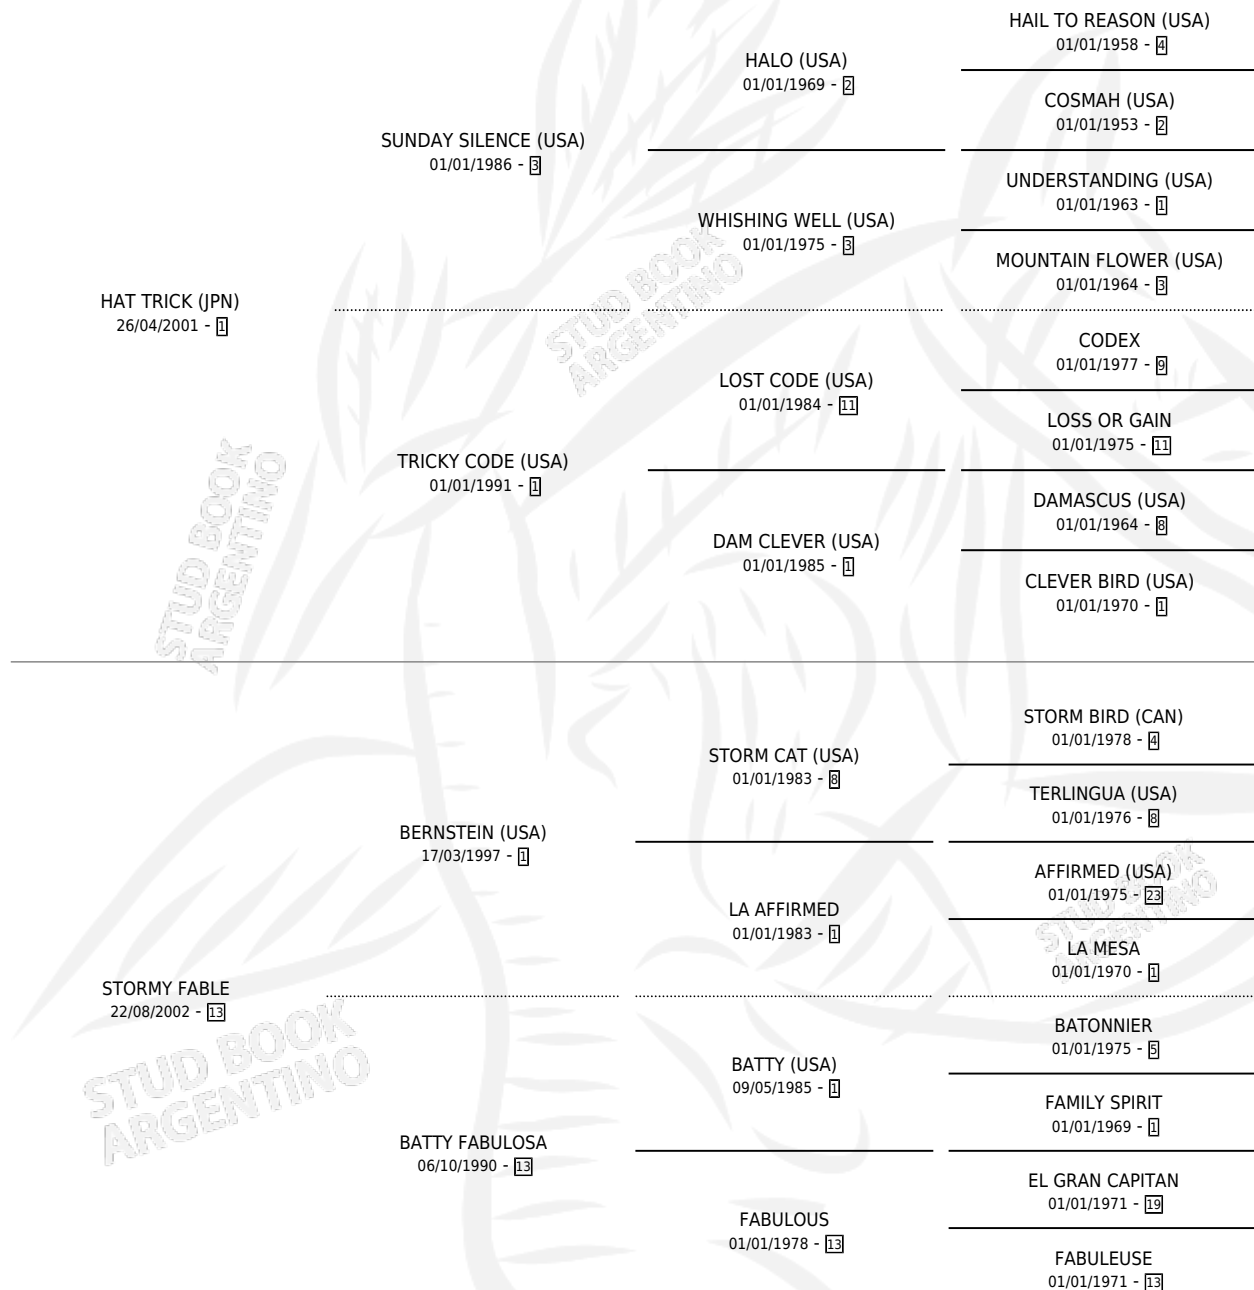 HAIL TO REASON (USA)
01/01/1958 - 4
HALO (USA)
01/01/1969 - 2
COSMAH (USA)
01/01/1953 - 2
SUNDAY SILENCE (USA)
01/01/1986 - 3
UNDERSTANDING (USA)
01/01/1963 - 1
WHISHING WELL (USA)
01/01/1975 - 3
MOUNTAIN FLOWER (USA)
01/01/1964 - 3
HAT TRICK (JPN)
26/04/2001 - 1
CODEX
01/01/1977 - 9
LOST CODE (USA)
01/01/1984 - 11
LOSS OR GAIN
01/01/1975 - 11
TRICKY CODE (USA)
01/01/1991 - 1
DAMASCUS (USA)
01/01/1964 - 8
DAM CLEVER (USA)
01/01/1985 - 1
CLEVER BIRD (USA)
01/01/1970 - 1
STORM BIRD (CAN)
01/01/1978 - 4
STORM CAT (USA)
01/01/1983 - 8
TERLINGUA (USA)
01/01/1976 - 8
BERNSTEIN (USA)
17/03/1997 - 1
AFFIRMED (USA)
01/01/1975 - 23
LA AFFIRMED
01/01/1983 - 1
LA MESA
01/01/1970 - 1
STORMY FABLE
22/08/2002 - 13
BATONNIER
01/01/1975 - 5
BATTY (USA)
09/05/1985 - 1
FAMILY SPIRIT
01/01/1969 - 1
BATTY FABULOSA
06/10/1990 - 13
EL GRAN CAPITAN
01/01/1971 - 19
FABULOUS
01/01/1978 - 13
FABULEUSE
01/01/1971 - 13
STUD BOOK
ARGENTINO
STUD BOOK
ARGENTINO
STUD BOOK
ARGENTINO
STUD BOOK
ARGENTINO